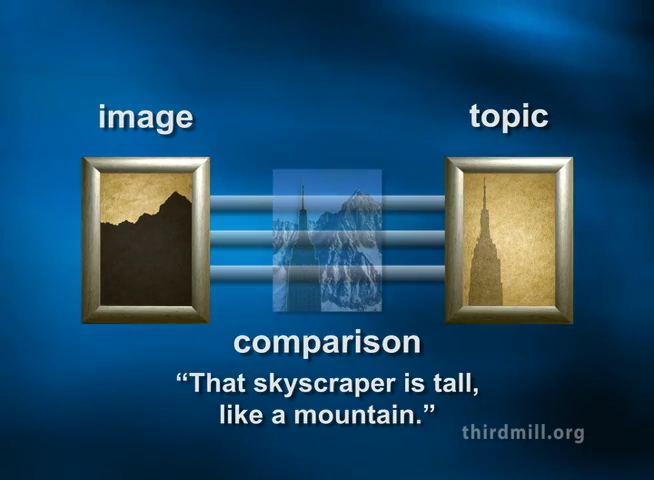 image
topic
comparison
“That skyscraper is tall,
like a mountain.”
thirdmill.org